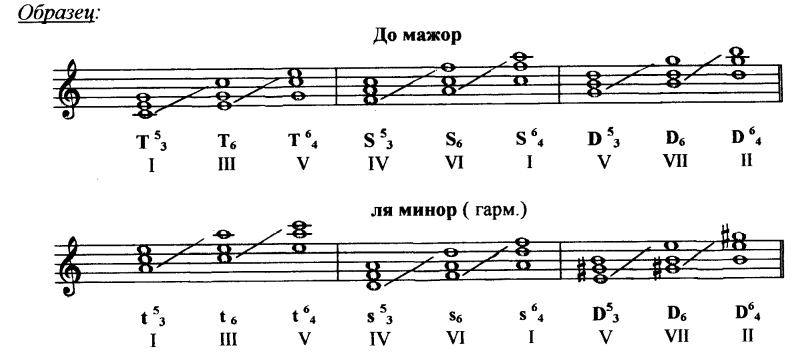 Образец:
До мажор
T 5 3 T6 T 6 4 S 5 3 S6 S 6 4 D 5 3 D6 D 6 4
I III V IV VI I V VII II
ля минор ( гарм.)
t 5 3 t 6 t 6 4 s 5 3 s6 s 6 4 D5 3 D6 D6 4
I III V IV VI I V VII II